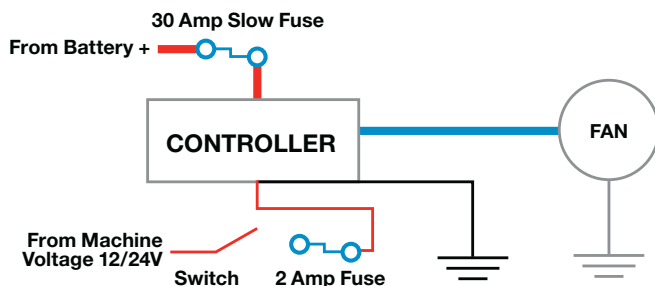 30 Amp Slow Fuse
From Battery +
CONTROLLER
FAN
From Machine
Voltage 12/24V
Switch
2 Amp Fuse